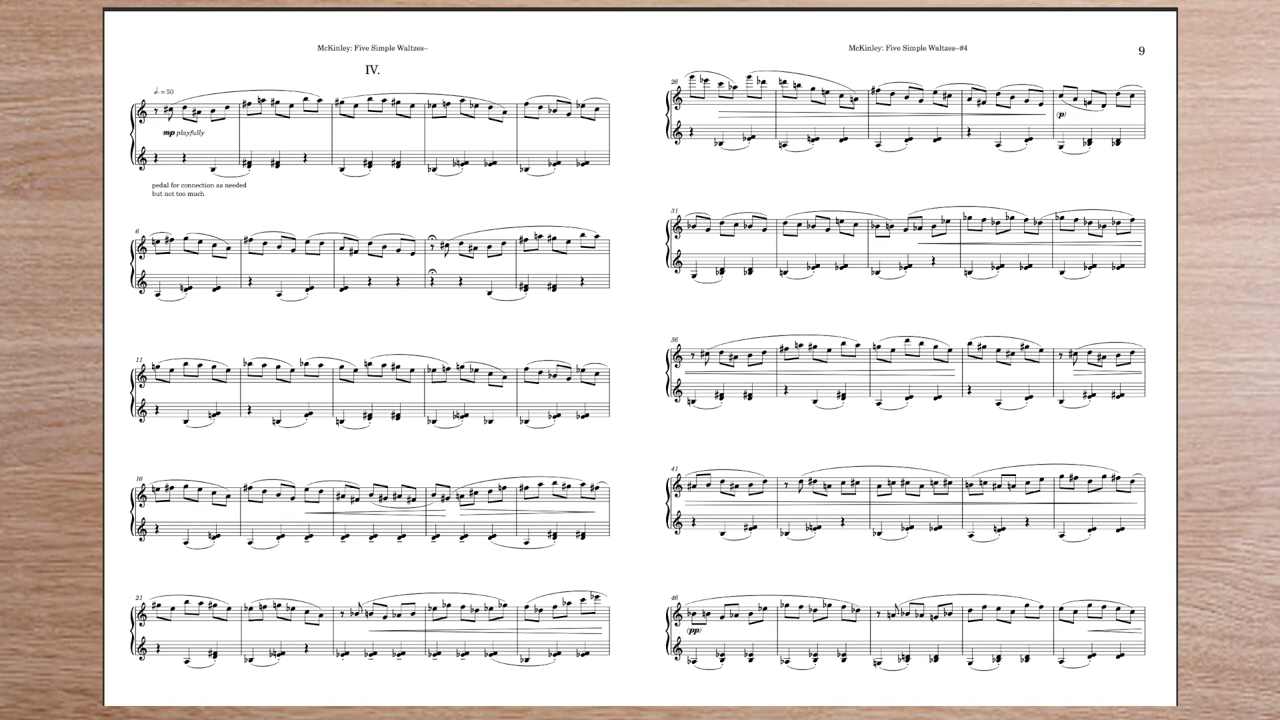 McKinley: Five Simple Waltzes--
IV.
𝅗𝅥. = 50
mp playfully
pedal for connection as needed
but not too much
6
11
16
21
McKinley: Five Simple Waltzes--#4
9
26
(p)
31
36
41
46
(pp)